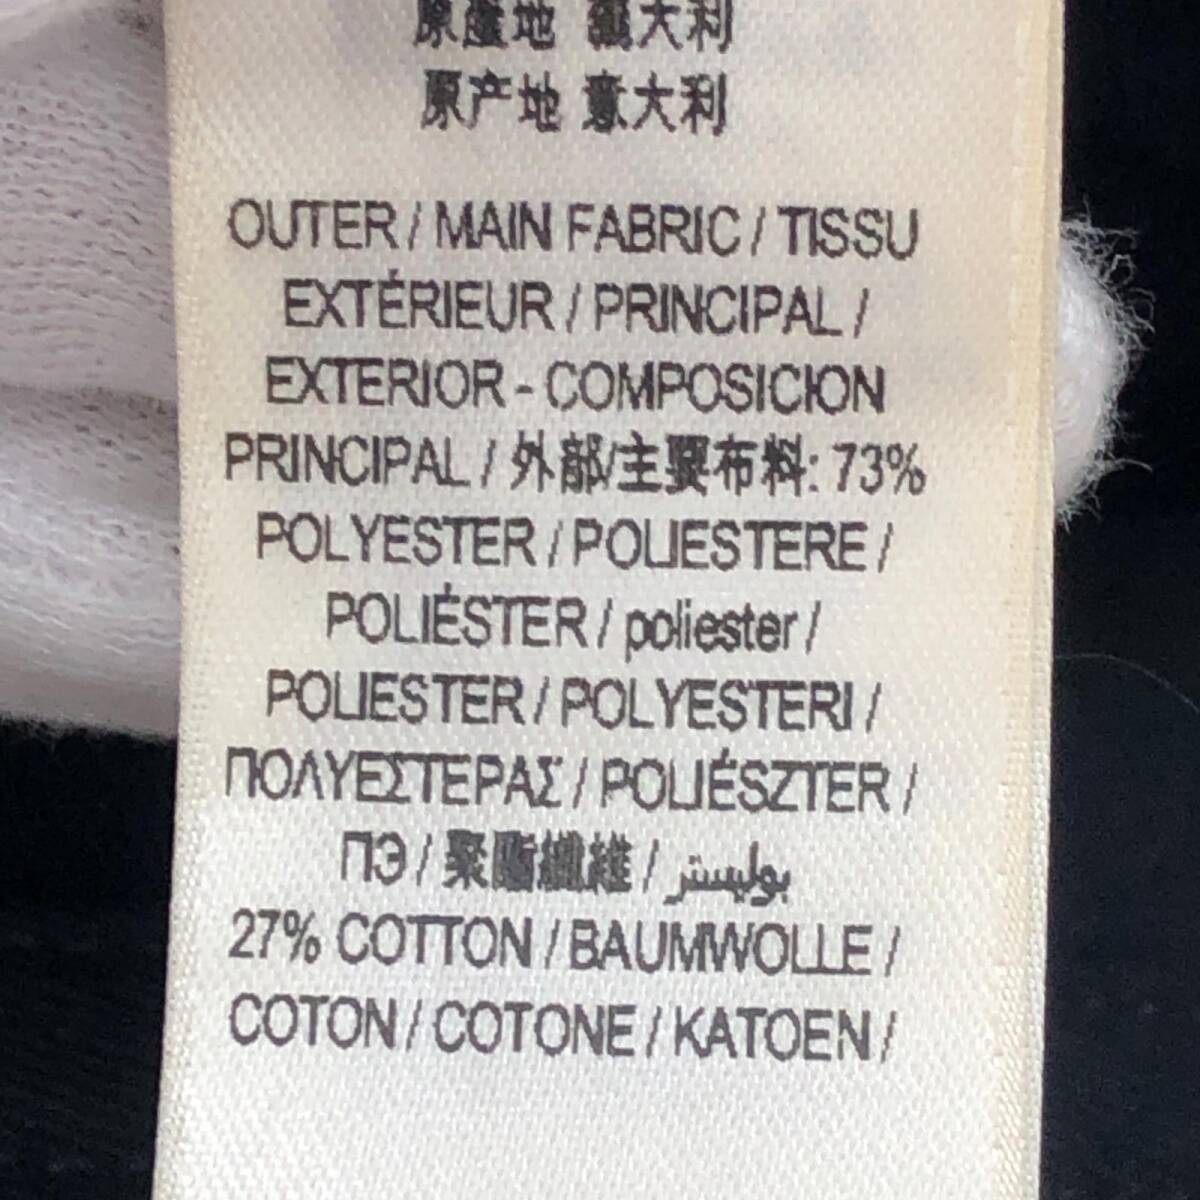 原產地 義大利
原产地 意大利
OUTER / MAIN FABRIC / TISSU
EXTÉRIEUR / PRINCIPAL /
EXTERIOR - COMPOSICION
PRINCIPAL / 外部/主要布料: 73%
POLYESTER / POLIESTERE /
POLIÉSTER / poliester /
POLIESTER / POLYESTERI /
ΠΟΛΥΕΣΤΕΡΑΣ / POLIÉSZTER /
ПЭ / 聚酯纖維 / بوليستر
27% COTTON / BAUMWOLLE /
COTON / COTONE / KATOEN /